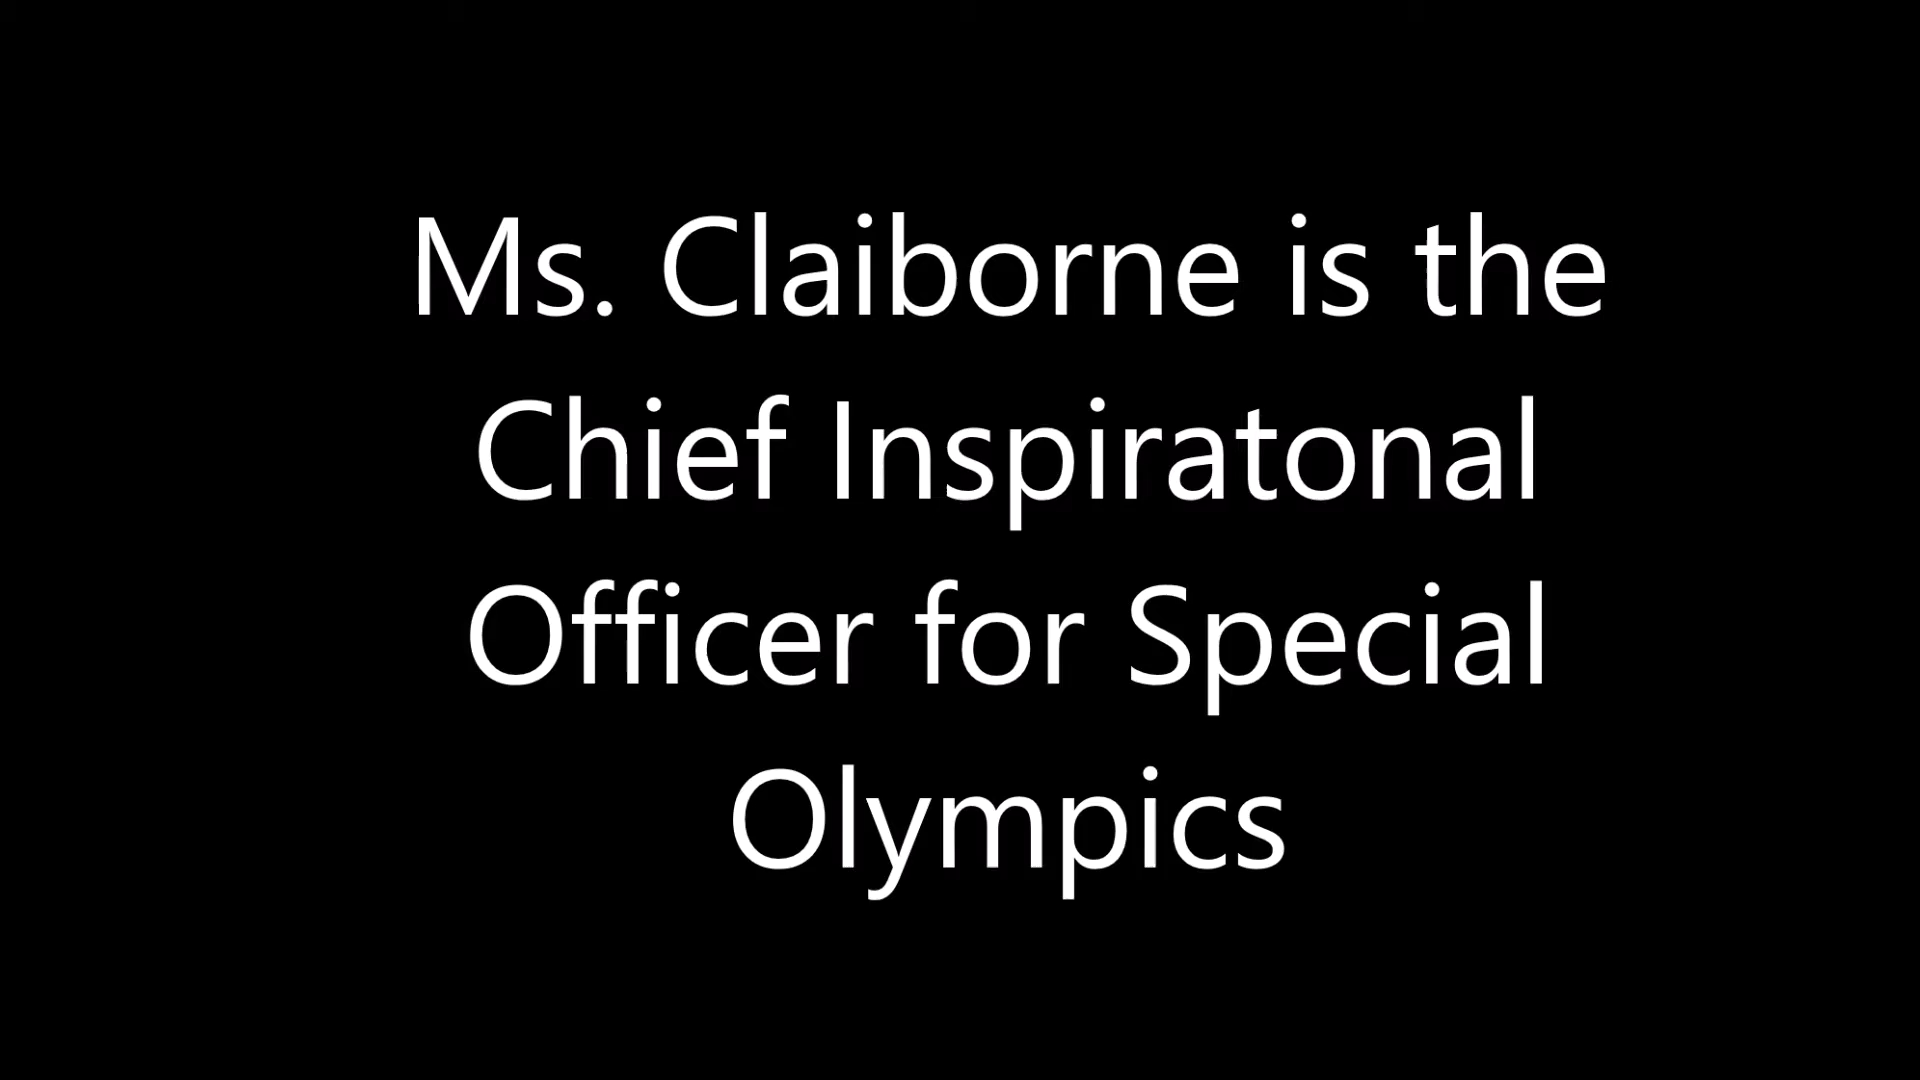 Ms. Claiborne is the
Chief Inspiratonal
Officer for Special
Olympics